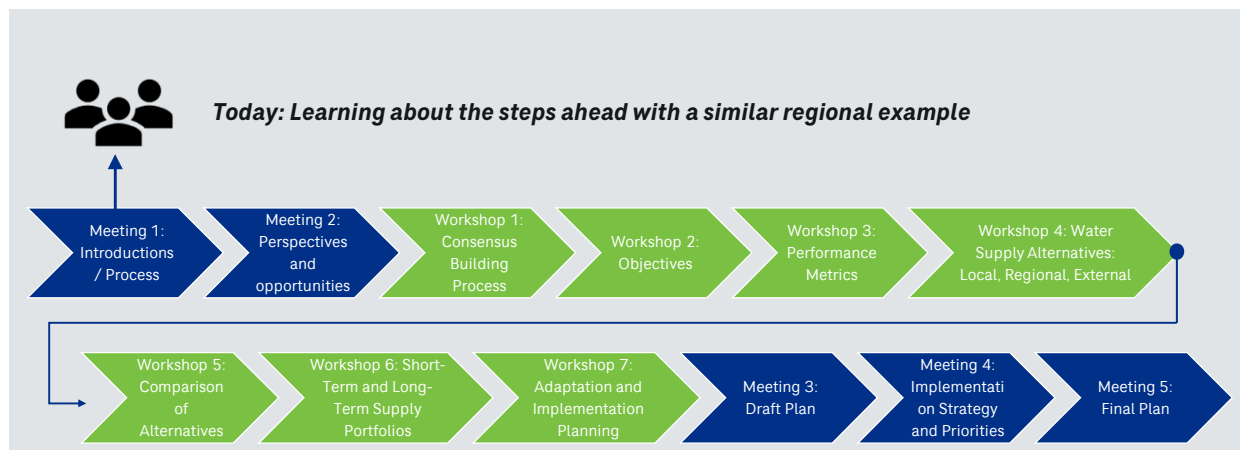 Today: Learning about the steps ahead with a similar regional example
Meeting 1:
Introductions
/ Process
Meeting 2:
Perspectives
and
opportunities
Workshop 1:
Consensus
Building
Process
Workshop 2:
Objectives
Workshop 3:
Performance
Metrics
Workshop 4: Water
Supply Alternatives:
Local, Regional, External
Workshop 5:
Comparison
of
Alternatives
Workshop 6: Short-
Term and Long-
Term Supply
Portfolios
Workshop 7:
Adaptation and
Implementation
Planning
Meeting 3:
Draft Plan
Meeting 4:
Implementati
on Strategy
and Priorities
Meeting 5:
Final Plan